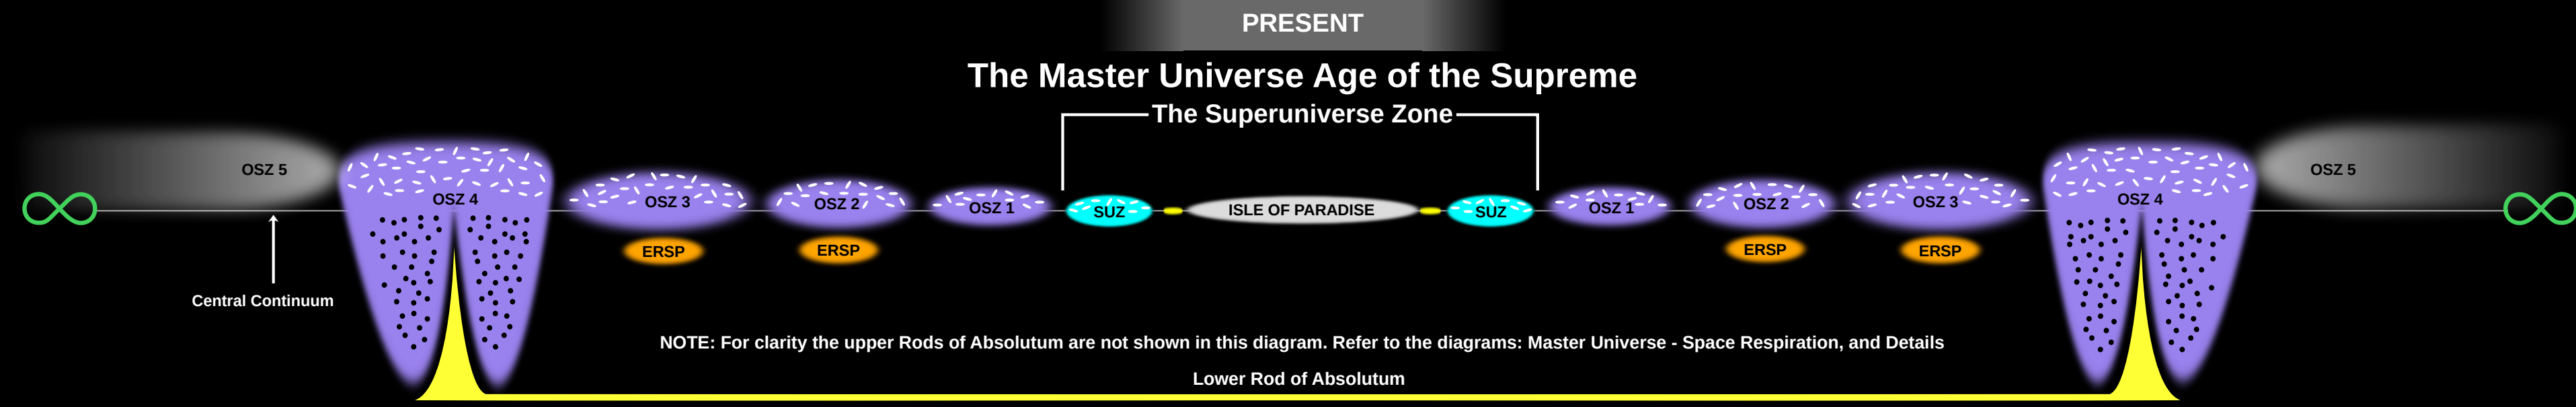 PRESENT
The Master Universe Age of the Supreme
The Superuniverse Zone
OSZ 5
OSZ 4
OSZ 3
OSZ 2
OSZ 1
SUZ
ISLE OF PARADISE
SUZ
OSZ 1
OSZ 2
OSZ 3
OSZ 4
OSZ 5
ERSP
ERSP
ERSP
ERSP
Central Continuum
NOTE: For clarity the upper Rods of Absolutum are not shown in this diagram. Refer to the diagrams: Master Universe - Space Respiration, and Details
Lower Rod of Absolutum